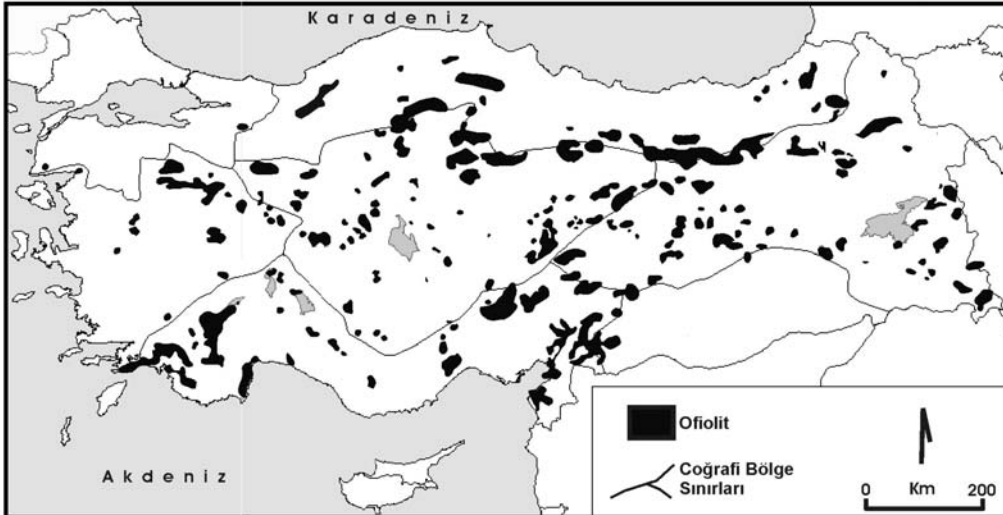 Karadeniz
Akdeniz
Ofiolit
Coğrafi Bölge
Sınırları
0 Km 200